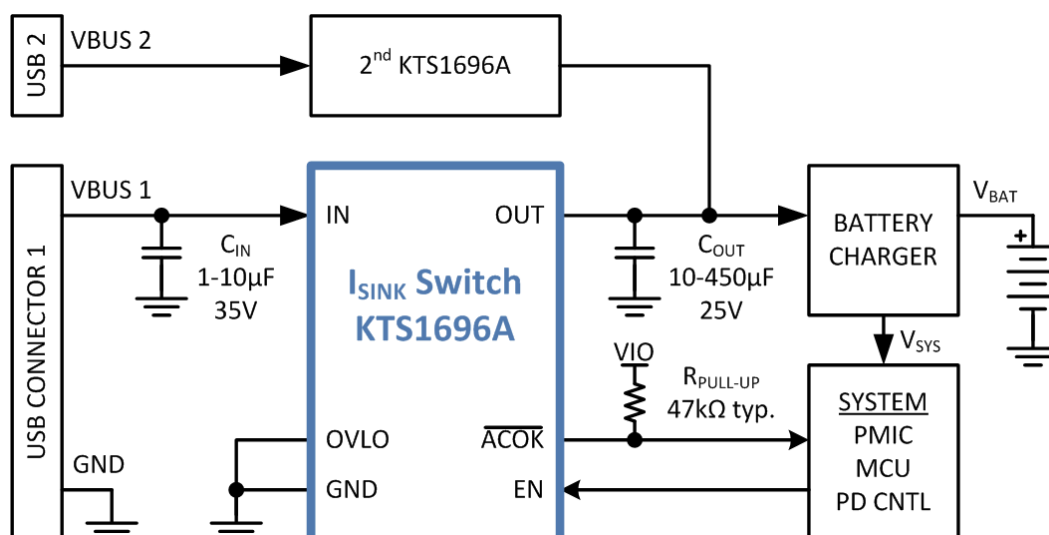 USB 2
VBUS 2
2nd KTS1696A
USB CONNECTOR 1
VBUS 1
CIN
1-10µF
35V
GND
IN
OUT
ISINK Switch
KTS1696A
OVLO
GND
ACOK
EN
COUT
10-450µF
25V
VIO
RPULL-UP
47kΩ typ.
BATTERY
CHARGER
VBAT
+
VSYS
SYSTEM
PMIC
MCU
PD CNTL